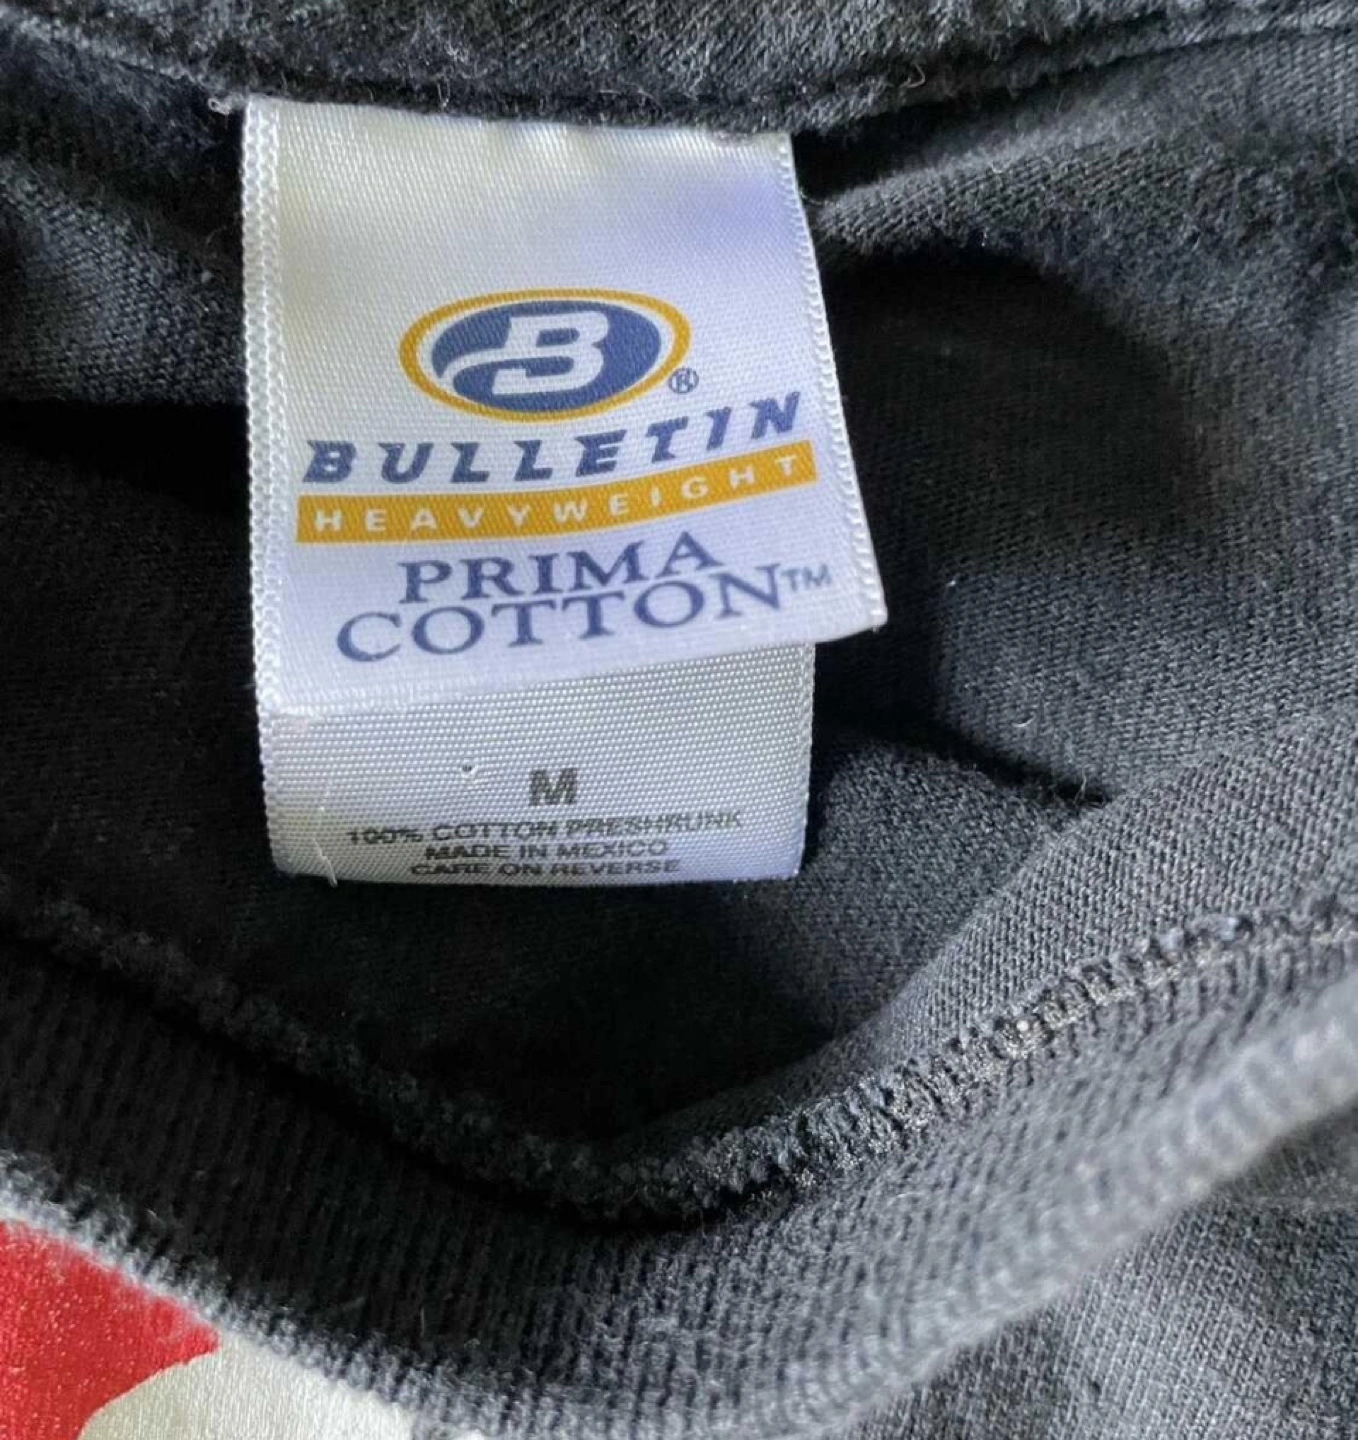 B®
BULLETIN
HEAVYWEIGHT
PRIMA
COTTON™
M
100% COTTON PRESHRUNK
MADE IN MEXICO
CARE ON REVERSE